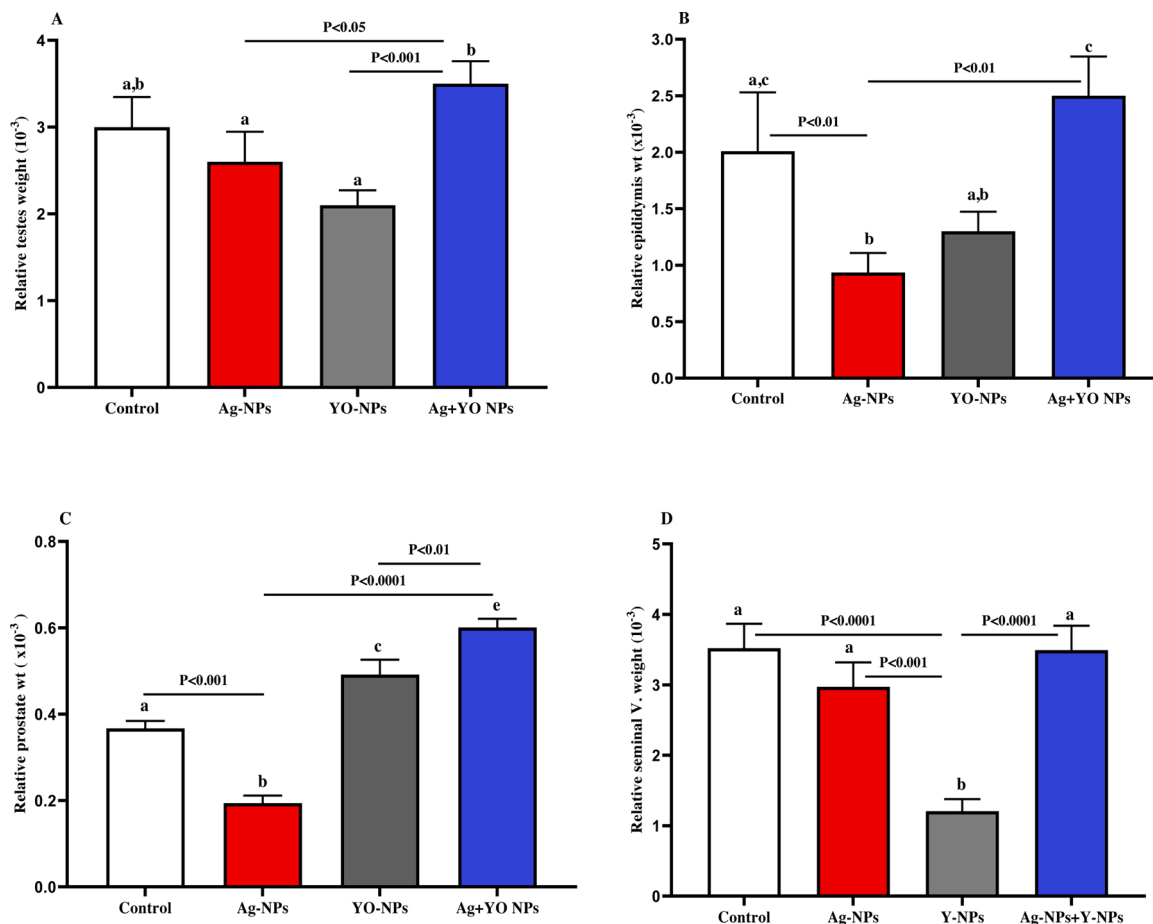 A
Relative testes weight (10⁻³)
4
3
2
1
0
P<0.05
P<0.001
a,b
a
a
b
Control
Ag-NPs
YO-NPs
Ag+YO NPs
B
Relative epididymis wt (x10⁻³)
3.0
2.5
2.0
1.5
1.0
0.5
0.0
P<0.01
P<0.01
a,c
b
a,b
c
Control
Ag-NPs
YO-NPs
Ag+YO NPs
C
Relative prostate wt ( x10⁻³ )
0.8
0.6
0.4
0.2
0.0
P<0.01
P<0.0001
P<0.001
a
b
c
e
Control
Ag-NPs
YO-NPs
Ag+YO NPs
D
Relative seminal V. weight (10⁻³)
5
4
3
2
1
0
P<0.0001
P<0.0001
P<0.001
a
a
b
a
Control
Ag-NPs
Y-NPs
Ag-NPs+Y-NPs